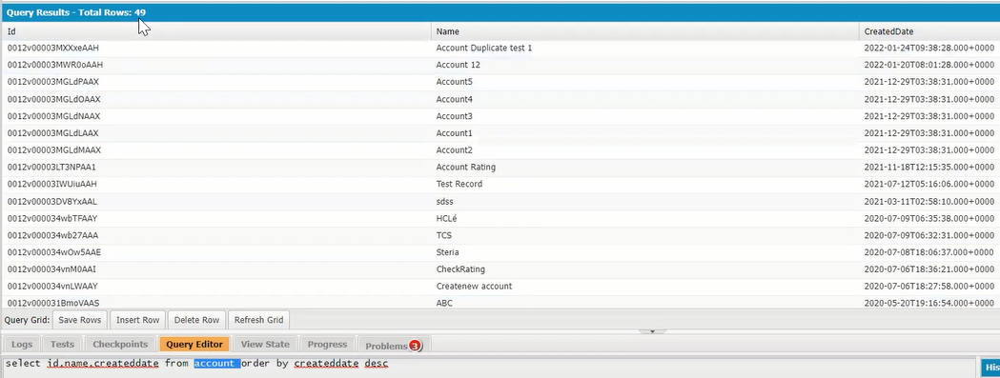 Query Results - Total Rows: 49
Id Name CreatedDate
0012v00003MXXxeAAH Account Duplicate test 1 2022-01-24T09:38:28.000+0000
0012v00003MWR0oAAH Account 12 2022-01-20T08:01:28.000+0000
0012v00003MGLdPAAX Account5 2021-12-29T03:38:31.000+0000
0012v00003MGLdOAAX Account4 2021-12-29T03:38:31.000+0000
0012v00003MGLdNAAX Account3 2021-12-29T03:38:31.000+0000
0012v00003MGLdLAAX Account1 2021-12-29T03:38:31.000+0000
0012v00003MGLdMAAX Account2 2021-12-29T03:38:31.000+0000
0012v00003LT3NPAA1 Account Rating 2021-11-18T12:15:35.000+0000
0012v00003IWUiuAAH Test Record 2021-07-12T05:16:06.000+0000
0012v00003DV8YxAAL sdss 2021-03-11T02:58:10.000+0000
0012v000034wbTFAAY HCLé 2020-07-09T06:35:38.000+0000
0012v000034wb27AAA TCS 2020-07-09T06:32:31.000+0000
0012v000034wOw5AAE Steria 2020-07-08T18:06:37.000+0000
0012v000034vnM0AAI CheckRating 2020-07-06T18:36:21.000+0000
0012v000034vnLWAAY Createnew account 2020-07-06T18:27:58.000+0000
0012v000031BmoVAAS ABC 2020-05-20T19:16:54.000+0000
Query Grid: Save Rows Insert Row Delete Row Refresh Grid
Logs Tests Checkpoints Query Editor View State Progress Problems 3
select id,name,createddate from account order by createddate desc
His